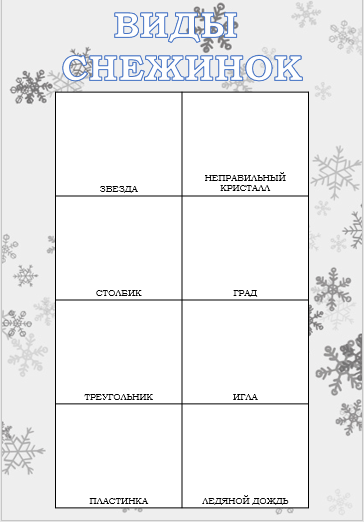 ВИДЫ
СНЕЖИНОК
ЗВЕЗДА
НЕПРАВИЛЬНЫЙ
КРИСТАЛЛ
СТОЛБИК
ГРАД
ТРЕУГОЛЬНИК
ИГЛА
ПЛАСТИНКА
ЛЕДЯНОЙ ДОЖДЬ